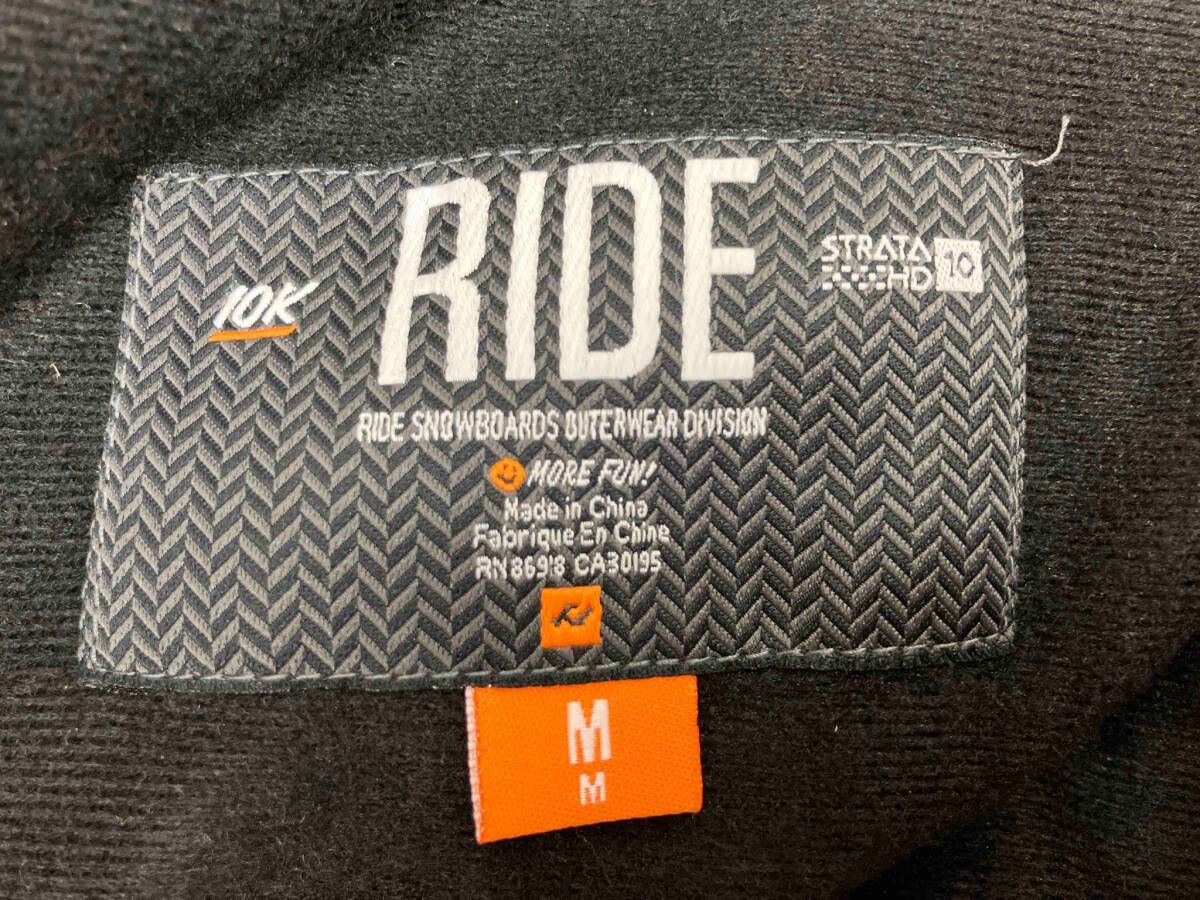 RIDE
10K
STRATA
HD 10
RIDE SNOWBOARDS OUTERWEAR DIVISION
MORE FUN!
Made in China
Fabrique En Chine
RN 86918 CA30195
M
M